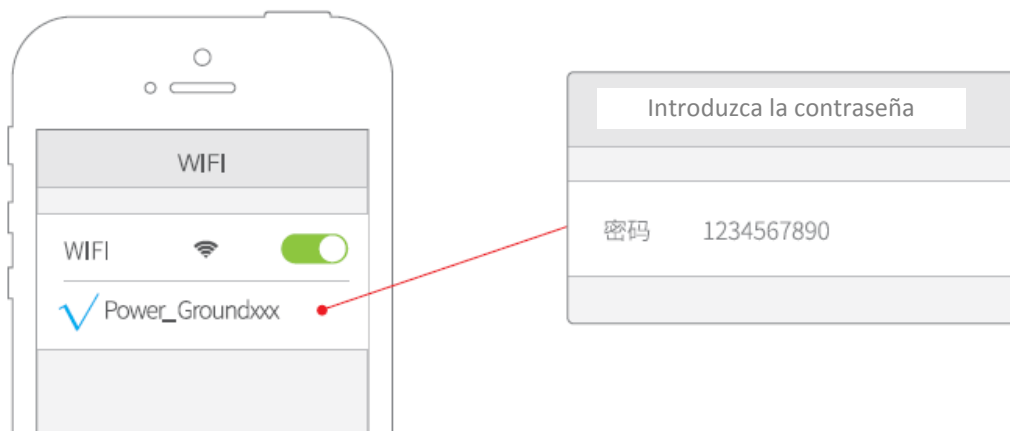 WIFI
WIFI
Power_Groundxxx
Introduzca la contraseña
密码 1234567890